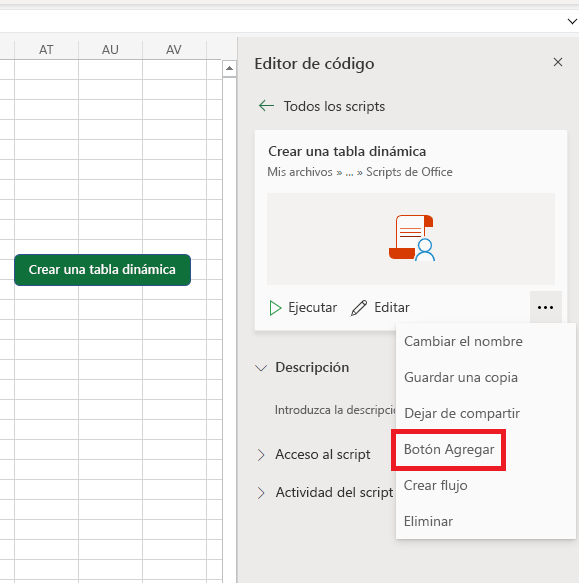 AT AU AV
Editor de código
Todos los scripts
Crear una tabla dinámica
Mis archivos » ... » Scripts de Office
Crear una tabla dinámica
Ejecutar Editar
Cambiar el nombre
Descripción
Guardar una copia
Introduzca la descripci
Dejar de compartir
Acceso al script
Botón Agregar
Crear flujo
Actividad del script
Eliminar